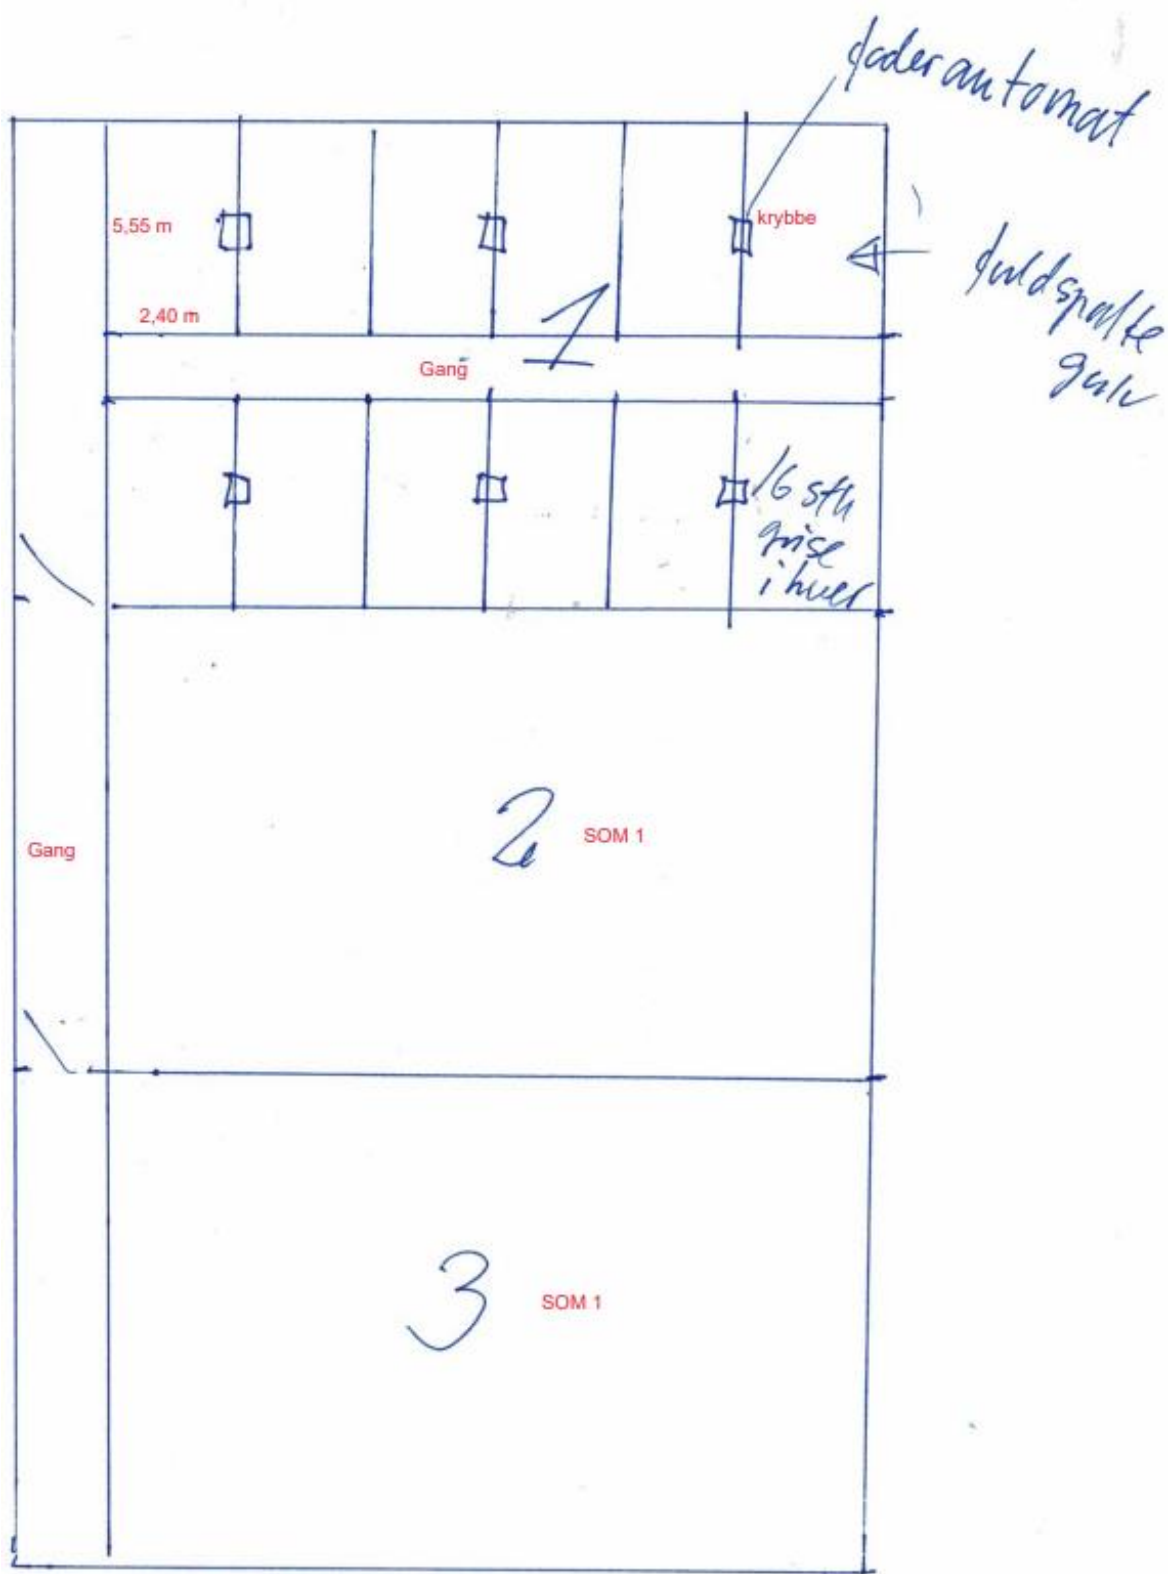 foderautomat
5,55 m
krybbe
fuldspalte
gulv
2,40 m
1
Gang
16 stk
grise
i hver
2 SOM 1
Gang
3 SOM 1